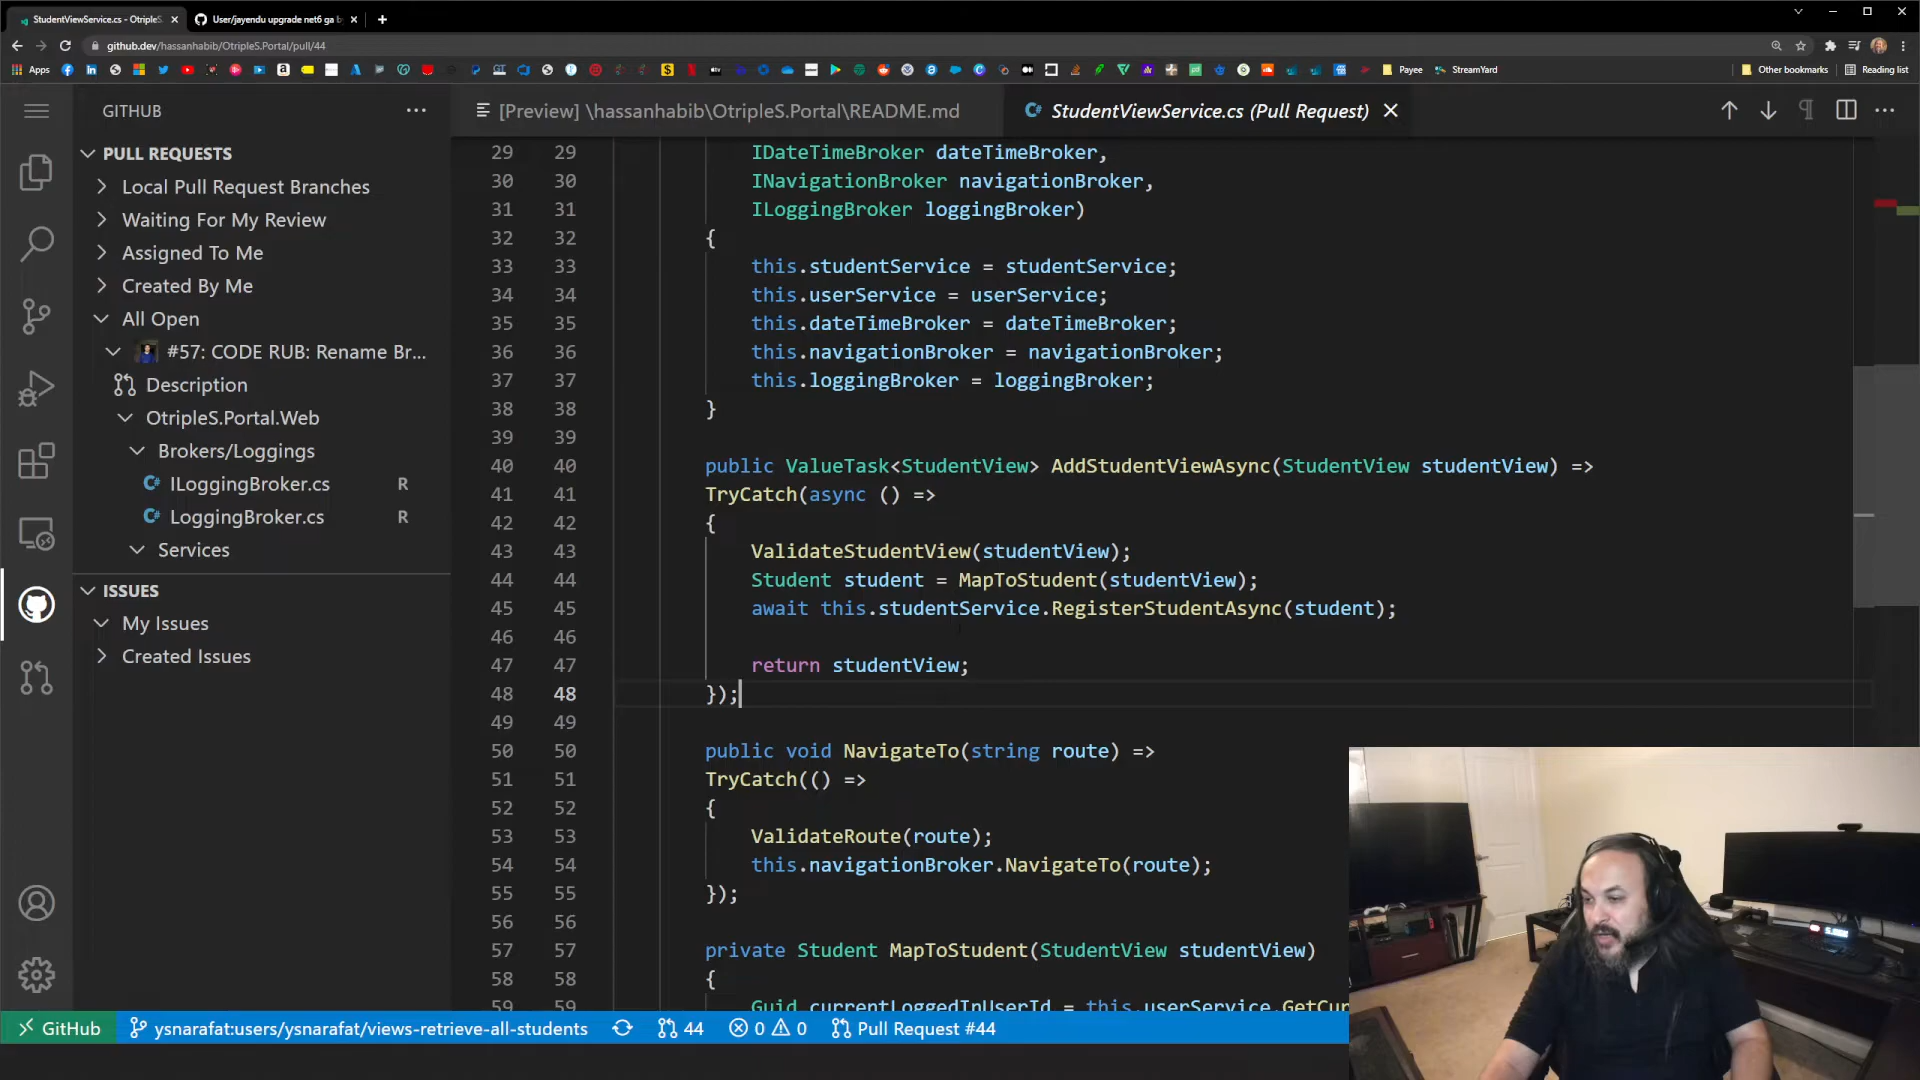 StudentViewService.cs - OtripleS.
User/jayendu upgrade net6 ga b
github.dev/hassanhabib/OtripleS.Portal/pull/44
Apps
Payee
StreamYard
Other bookmarks
Reading list
GITHUB
[Preview] \hassanhabib\OtripleS.Portal\README.md
StudentViewService.cs (Pull Request)
PULL REQUESTS
Local Pull Request Branches
Waiting For My Review
Assigned To Me
Created By Me
All Open
#57: CODE RUB: Rename Br...
Description
OtripleS.Portal.Web
Brokers/Loggings
ILoggingBroker.cs R
LoggingBroker.cs R
Services
ISSUES
My Issues
Created Issues
29 29 IDateTimeBroker dateTimeBroker,
30 30 INavigationBroker navigationBroker,
31 31 ILoggingBroker loggingBroker)
32 32 {
33 33 this.studentService = studentService;
34 34 this.userService = userService;
35 35 this.dateTimeBroker = dateTimeBroker;
36 36 this.navigationBroker = navigationBroker;
37 37 this.loggingBroker = loggingBroker;
38 38 }
39 39
40 40 public ValueTask<StudentView> AddStudentViewAsync(StudentView studentView) =>
41 41 TryCatch(async () =>
42 42 {
43 43 ValidateStudentView(studentView);
44 44 Student student = MapToStudent(studentView);
45 45 await this.studentService.RegisterStudentAsync(student);
46 46
47 47 return studentView;
48 48 });
49 49
50 50 public void NavigateTo(string route) =>
51 51 TryCatch(() =>
52 52 {
53 53 ValidateRoute(route);
54 54 this.navigationBroker.NavigateTo(route);
55 55 });
56 56
57 57 private Student MapToStudent(StudentView studentView)
58 58 {
59 59 Guid currentLoggedInUserId = this.userService.GetCur
GitHub
ysnarafat:users/ysnarafat/views-retrieve-all-students
44
0 0
Pull Request #44